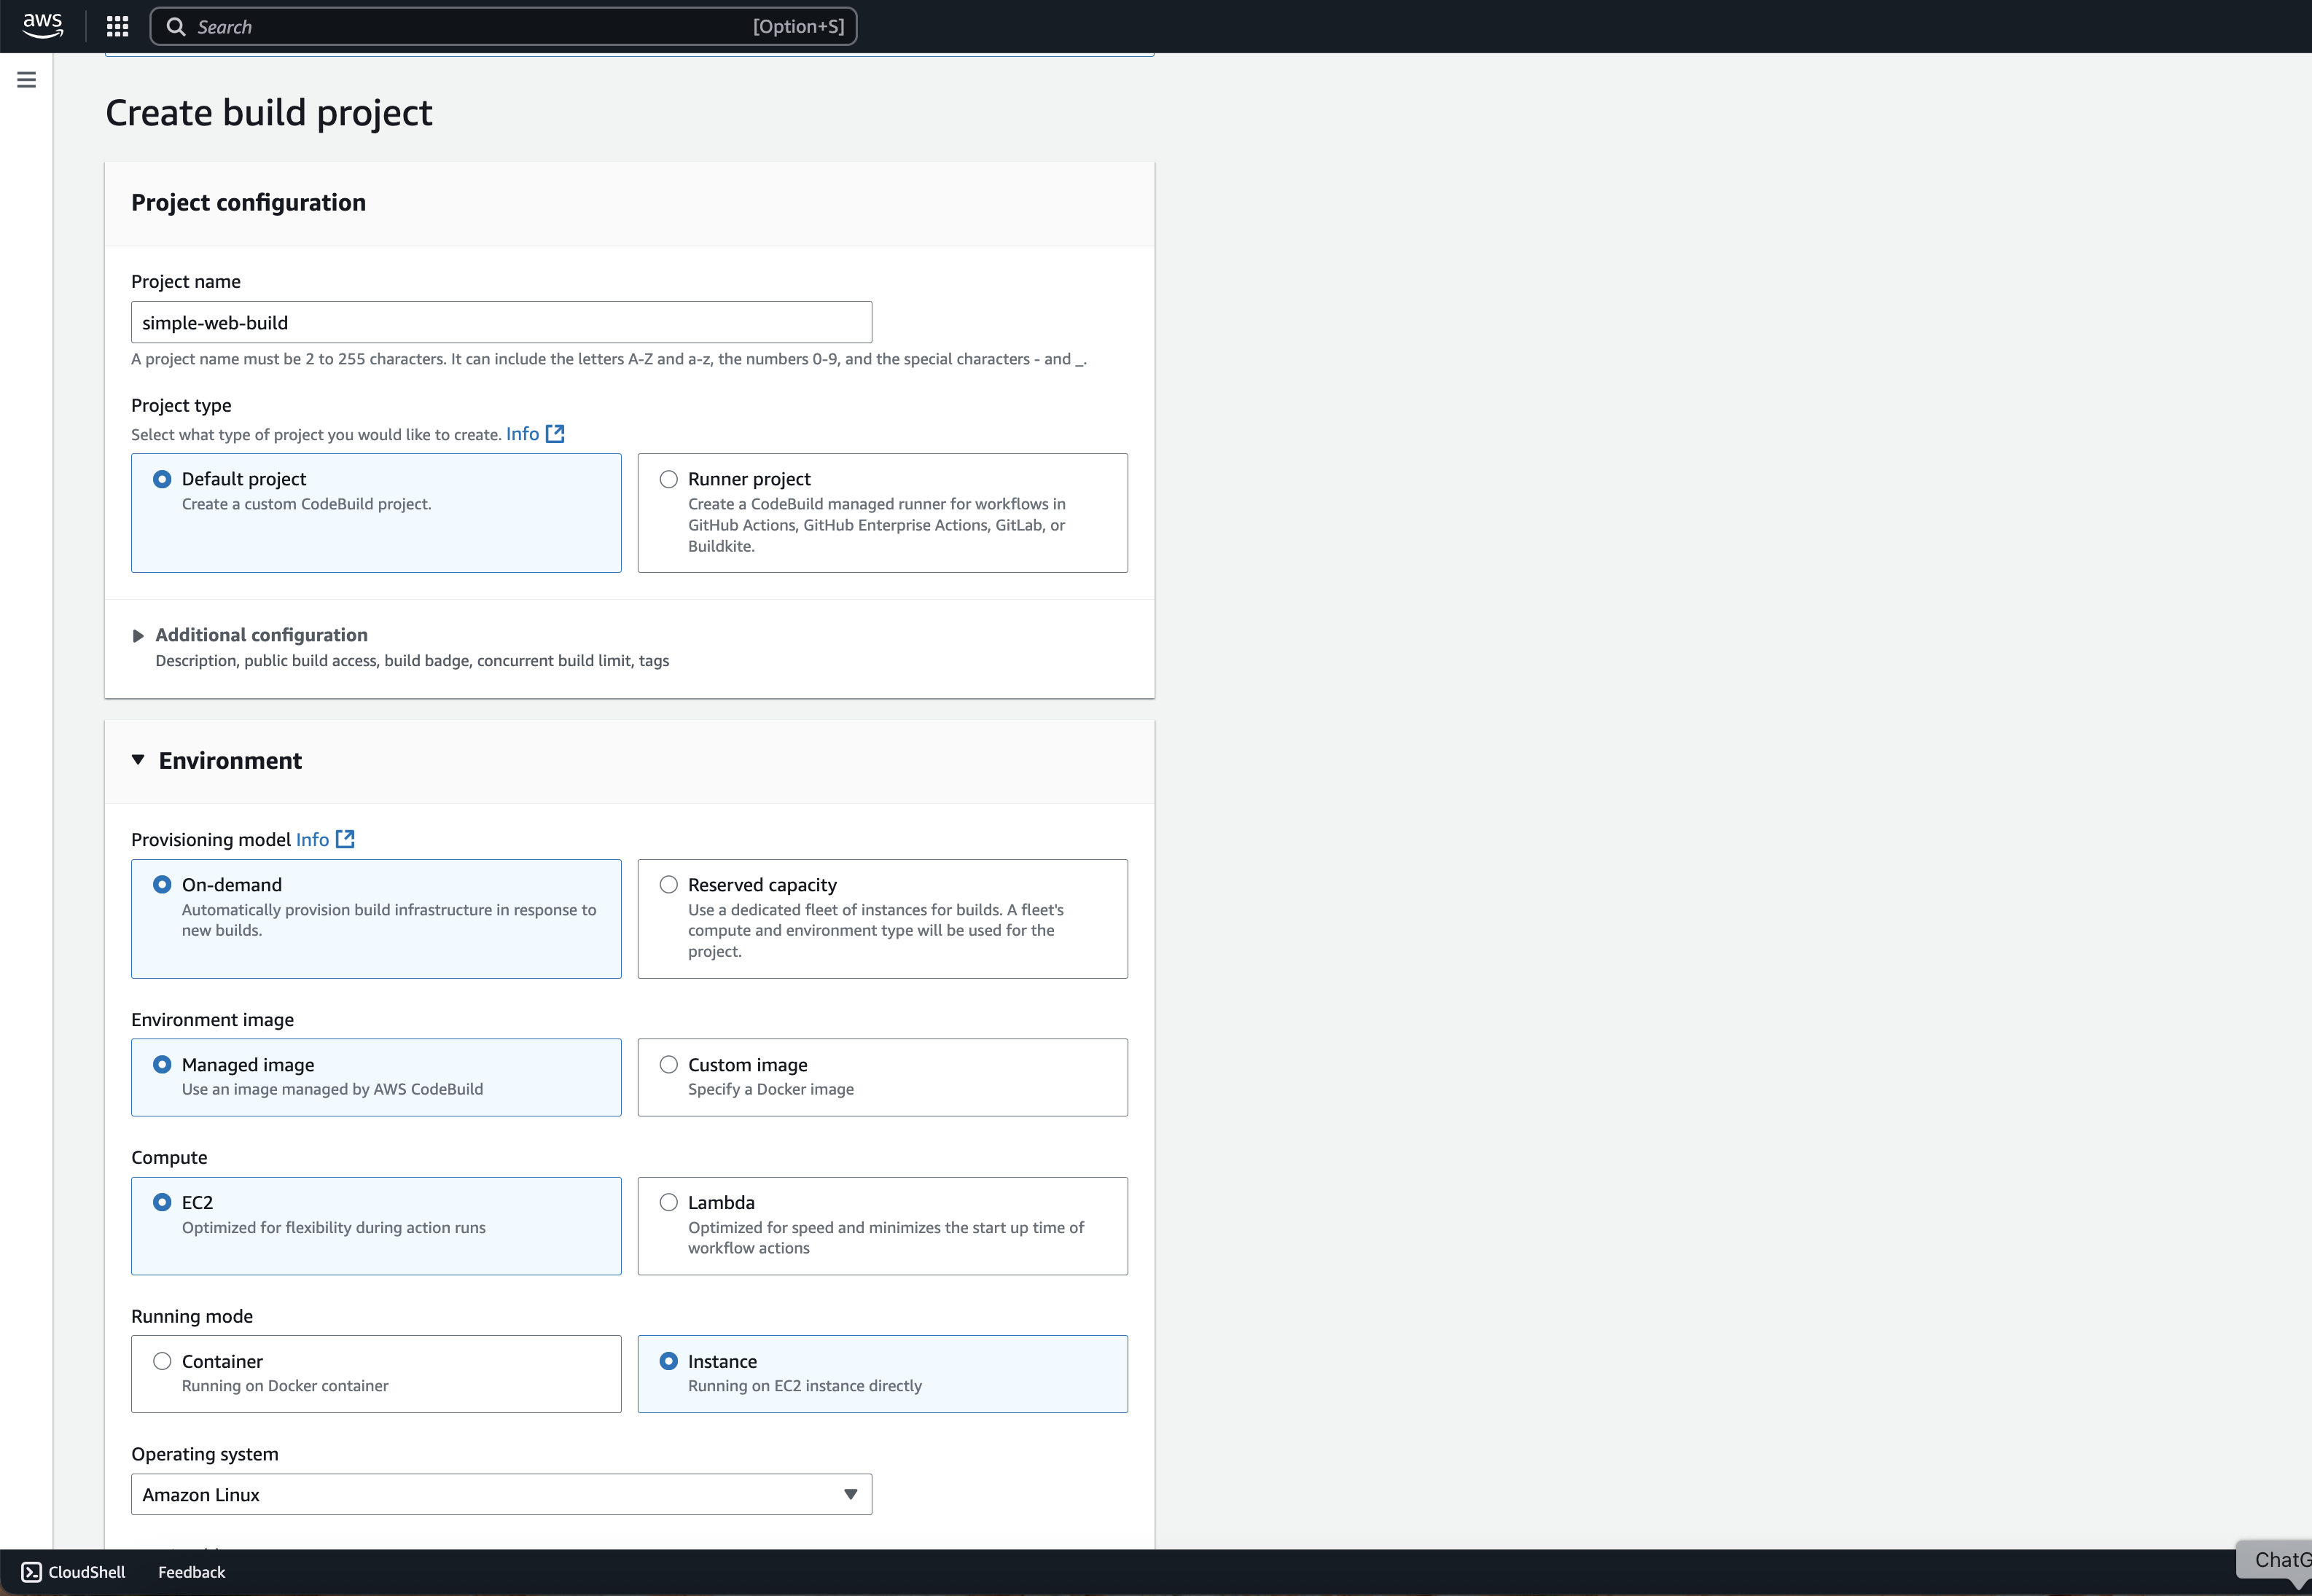 aws
Search
[Option+S]
Create build project
Project configuration
Project name
simple-web-build
A project name must be 2 to 255 characters. It can include the letters A-Z and a-z, the numbers 0-9, and the special characters - and _.
Project type
Select what type of project you would like to create. Info
Default project
Create a custom CodeBuild project.
Runner project
Create a CodeBuild managed runner for workflows in
GitHub Actions, GitHub Enterprise Actions, GitLab, or
Buildkite.
Additional configuration
Description, public build access, build badge, concurrent build limit, tags
Environment
Provisioning model Info
On-demand
Automatically provision build infrastructure in response to
new builds.
Reserved capacity
Use a dedicated fleet of instances for builds. A fleet's
compute and environment type will be used for the
project.
Environment image
Managed image
Use an image managed by AWS CodeBuild
Custom image
Specify a Docker image
Compute
EC2
Optimized for flexibility during action runs
Lambda
Optimized for speed and minimizes the start up time of
workflow actions
Running mode
Container
Running on Docker container
Instance
Running on EC2 instance directly
Operating system
Amazon Linux
CloudShell
Feedback
ChatG